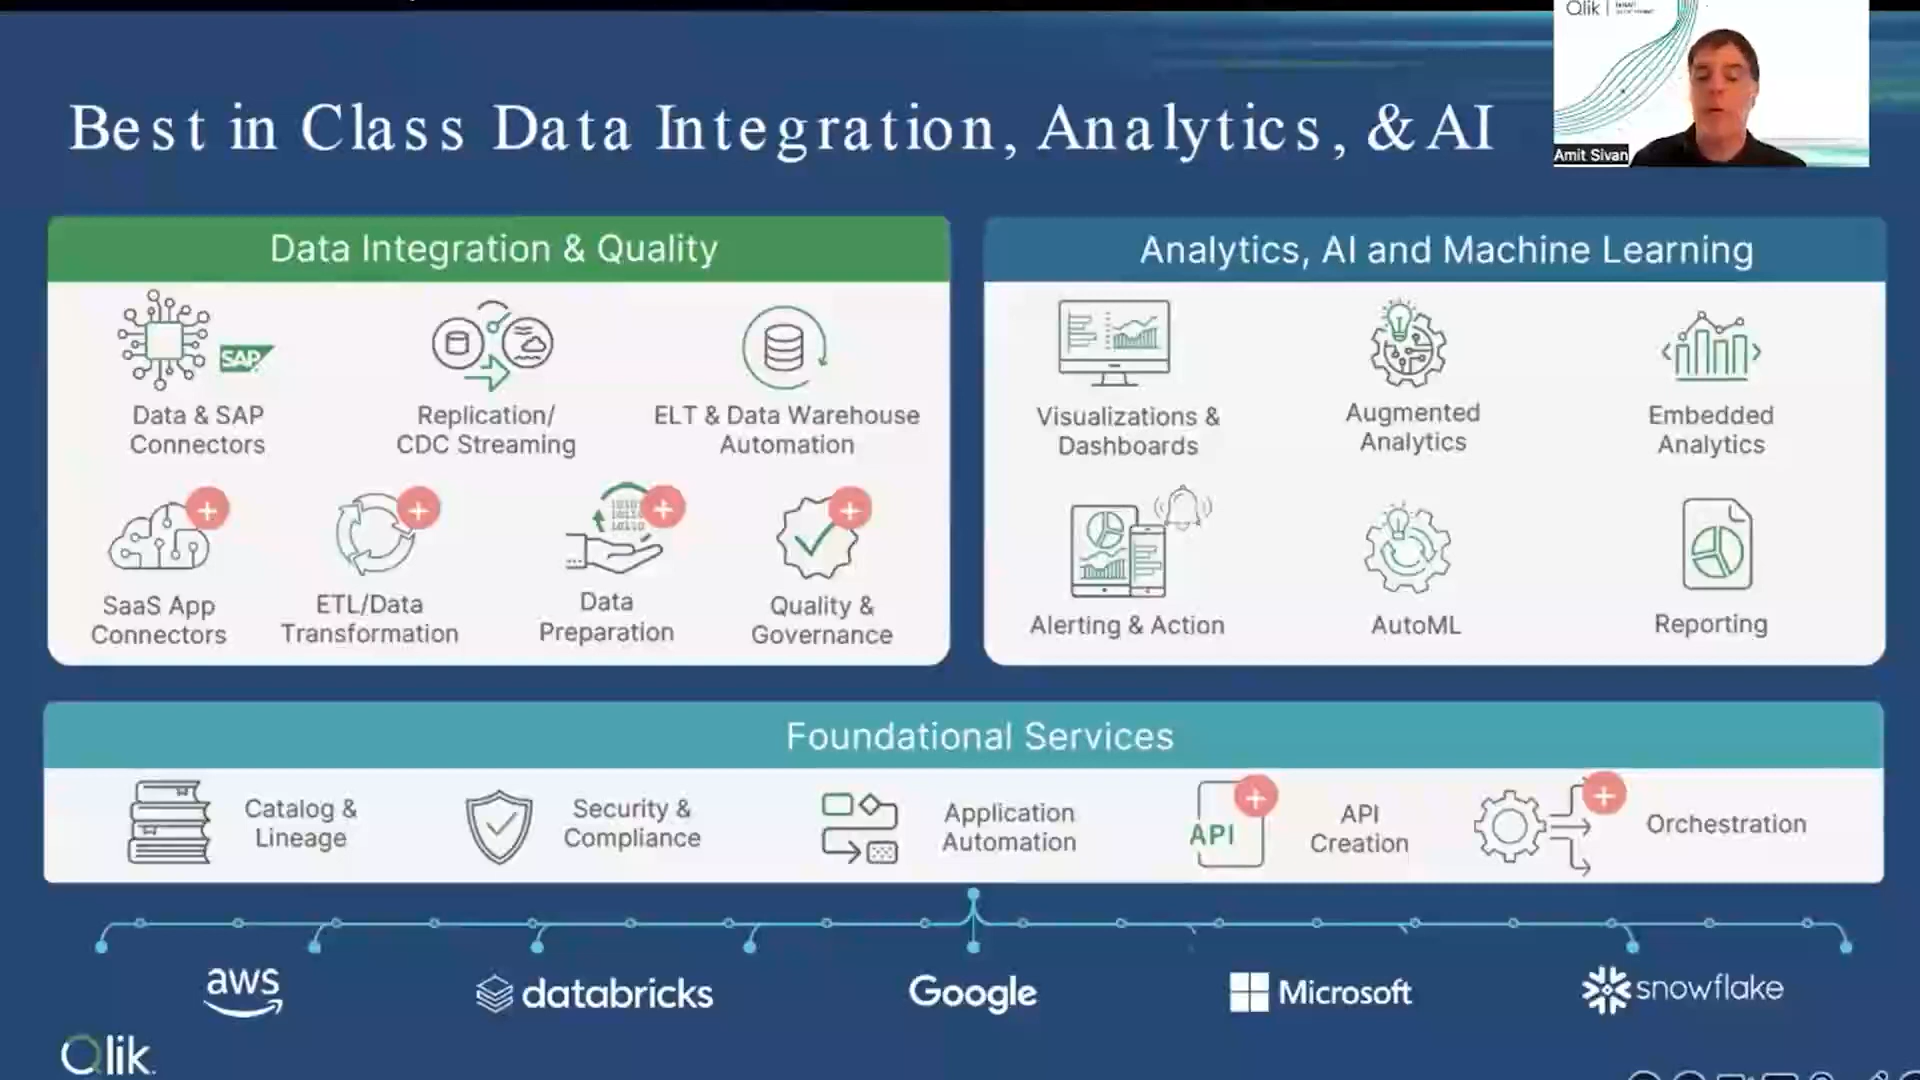 Qlik
Amit Sivan
Best in Class Data Integration, Analytics, & AI
Data Integration & Quality
SAP
Data & SAP
Connectors
Replication/
CDC Streaming
ELT & Data Warehouse
Automation
SaaS App
Connectors
ETL/Data
Transformation
Data
Preparation
Quality &
Governance
Analytics, AI and Machine Learning
Visualizations &
Dashboards
Augmented
Analytics
Embedded
Analytics
Alerting & Action
AutoML
Reporting
Foundational Services
Catalog &
Lineage
Security &
Compliance
Application
Automation
API
API
Creation
Orchestration
aws
databricks
Google
Microsoft
snowflake
Qlik